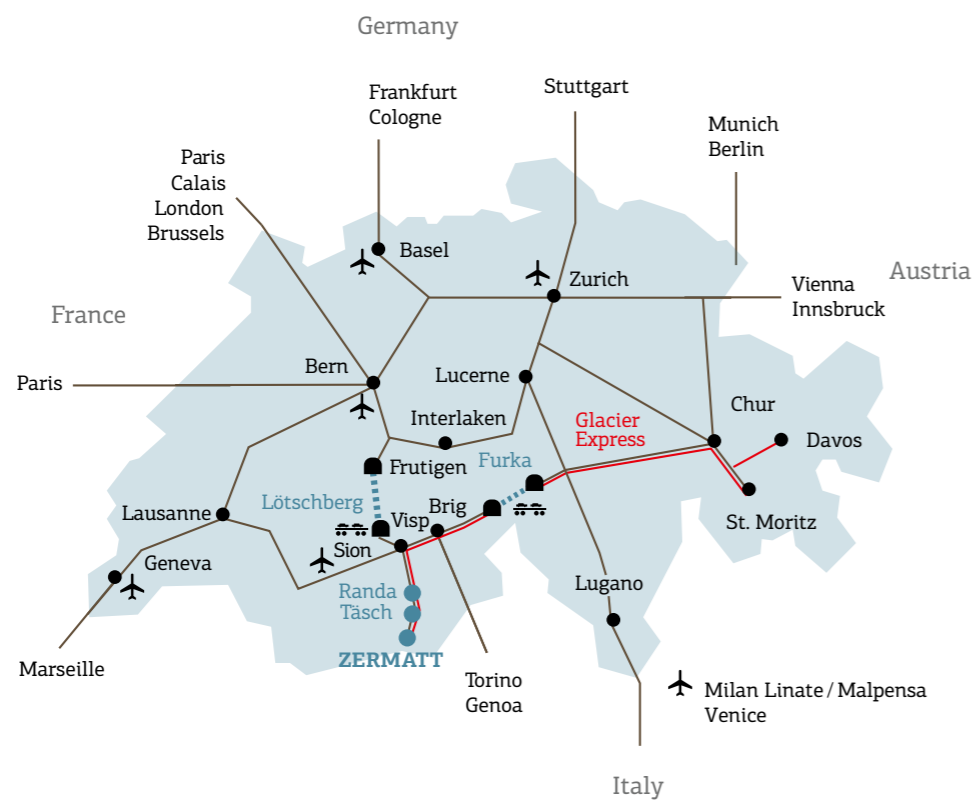 Germany
Frankfurt
Cologne
Stuttgart
Munich
Berlin
Paris
Calais
London
Brussels
Basel
Zurich
Austria
Vienna
Innsbruck
France
Bern
Paris
Lucerne
Interlaken
Glacier
Express
Chur
Davos
Frutigen
Furka
Lötschberg
Brig
Visp
Lausanne
Sion
St. Moritz
Geneva
Lugano
Randa
Täsch
ZERMATT
Marseille
Torino
Genoa
Milan Linate / Malpensa
Venice
Italy